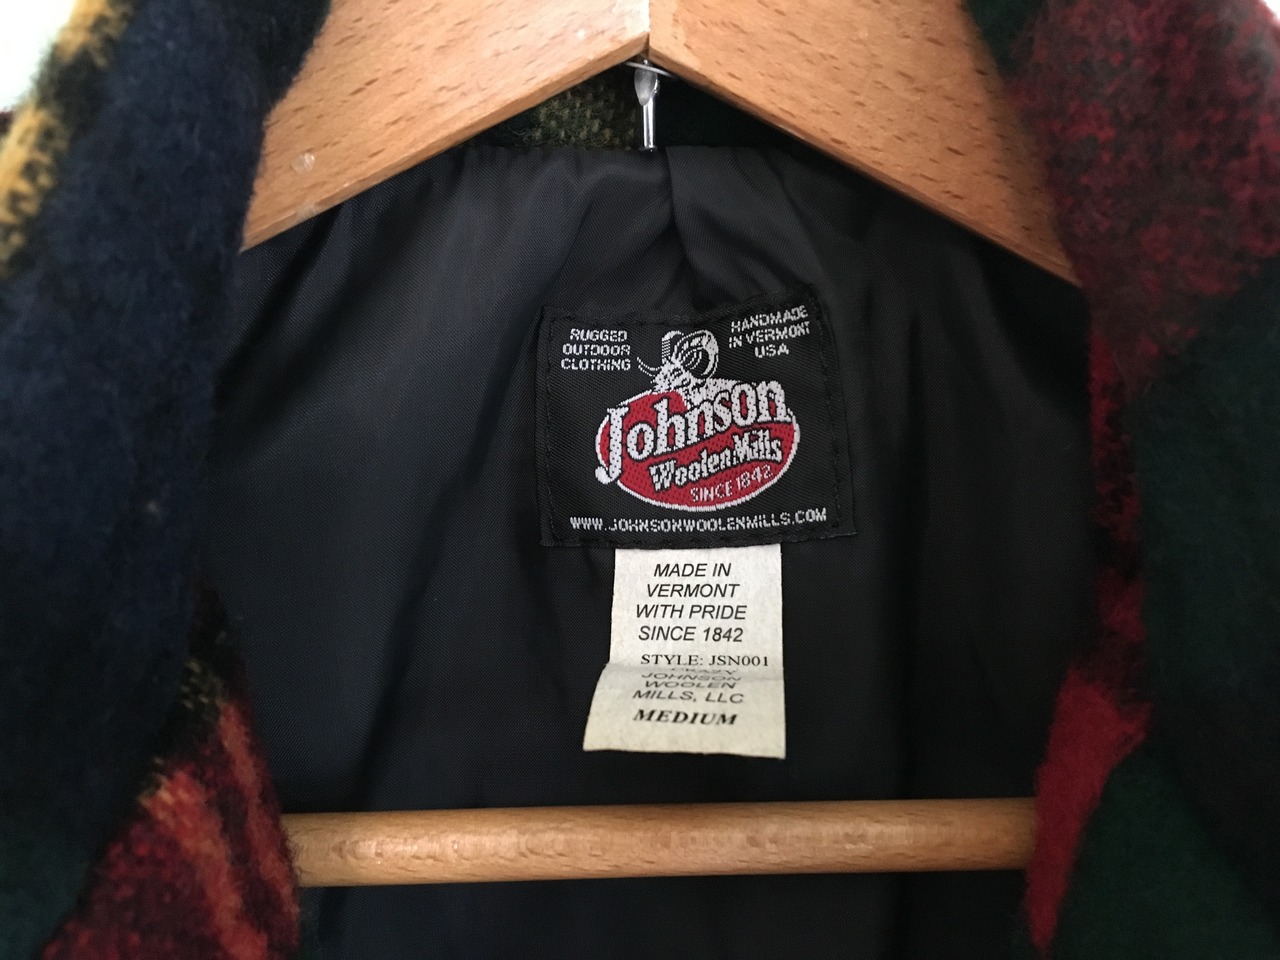 RUGGED
OUTDOOR
CLOTHING
HANDMADE
IN VERMONT
USA
Johnson
Woolen Mills
SINCE 1842
WWW.JOHNSONWOOLENMILLS.COM
MADE IN
VERMONT
WITH PRIDE
SINCE 1842
STYLE: JSN001
CRAZY
JOHNSON
WOOLEN
MILLS, LLC
MEDIUM